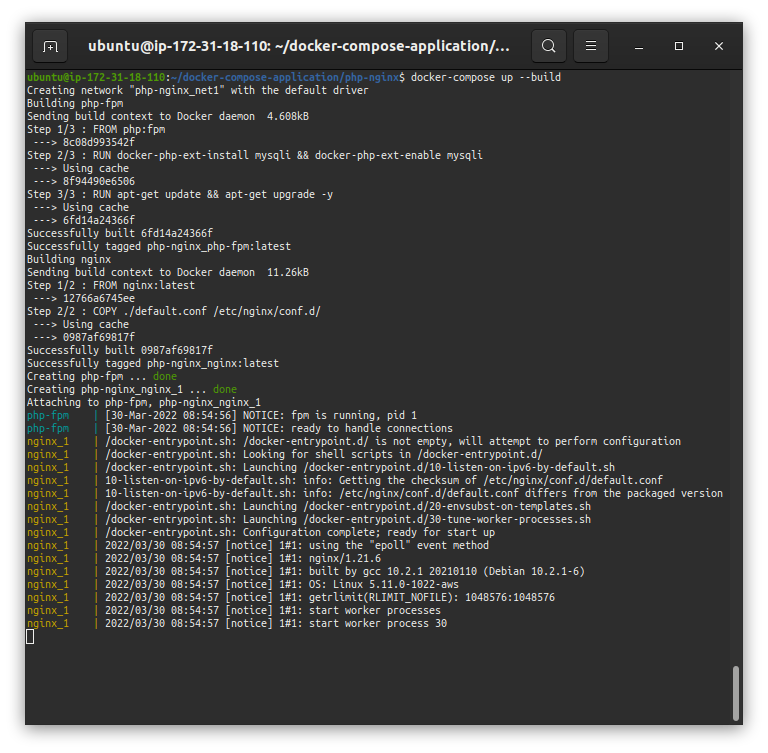 ubuntu@ip-172-31-18-110: ~/docker-compose-application/...
ubuntu@ip-172-31-18-110:~/docker-compose-application/php-nginx$ docker-compose up --build
Creating network "php-nginx_net1" with the default driver
Building php-fpm
Sending build context to Docker daemon  4.608kB
Step 1/3 : FROM php:fpm
 ---> 8c08d993542f
Step 2/3 : RUN docker-php-ext-install mysqli && docker-php-ext-enable mysqli
 ---> Using cache
 ---> 8f94490e6506
Step 3/3 : RUN apt-get update && apt-get upgrade -y
 ---> Using cache
 ---> 6fd14a24366f
Successfully built 6fd14a24366f
Successfully tagged php-nginx_php-fpm:latest
Building nginx
Sending build context to Docker daemon  11.26kB
Step 1/2 : FROM nginx:latest
 ---> 12766a6745ee
Step 2/2 : COPY ./default.conf /etc/nginx/conf.d/
 ---> Using cache
 ---> 0987af69817f
Successfully built 0987af69817f
Successfully tagged php-nginx_nginx:latest
Creating php-fpm ... done
Creating php-nginx_nginx_1 ... done
Attaching to php-fpm, php-nginx_nginx_1
php-fpm    | [30-Mar-2022 08:54:56] NOTICE: fpm is running, pid 1
php-fpm    | [30-Mar-2022 08:54:56] NOTICE: ready to handle connections
nginx_1    | /docker-entrypoint.sh: /docker-entrypoint.d/ is not empty, will attempt to perform configuration
nginx_1    | /docker-entrypoint.sh: Looking for shell scripts in /docker-entrypoint.d/
nginx_1    | /docker-entrypoint.sh: Launching /docker-entrypoint.d/10-listen-on-ipv6-by-default.sh
nginx_1    | 10-listen-on-ipv6-by-default.sh: info: Getting the checksum of /etc/nginx/conf.d/default.conf
nginx_1    | 10-listen-on-ipv6-by-default.sh: info: /etc/nginx/conf.d/default.conf differs from the packaged version
nginx_1    | /docker-entrypoint.sh: Launching /docker-entrypoint.d/20-envsubst-on-templates.sh
nginx_1    | /docker-entrypoint.sh: Launching /docker-entrypoint.d/30-tune-worker-processes.sh
nginx_1    | /docker-entrypoint.sh: Configuration complete; ready for start up
nginx_1    | 2022/03/30 08:54:57 [notice] 1#1: using the "epoll" event method
nginx_1    | 2022/03/30 08:54:57 [notice] 1#1: nginx/1.21.6
nginx_1    | 2022/03/30 08:54:57 [notice] 1#1: built by gcc 10.2.1 20210110 (Debian 10.2.1-6)
nginx_1    | 2022/03/30 08:54:57 [notice] 1#1: OS: Linux 5.11.0-1022-aws
nginx_1    | 2022/03/30 08:54:57 [notice] 1#1: getrlimit(RLIMIT_NOFILE): 1048576:1048576
nginx_1    | 2022/03/30 08:54:57 [notice] 1#1: start worker processes
nginx_1    | 2022/03/30 08:54:57 [notice] 1#1: start worker process 30